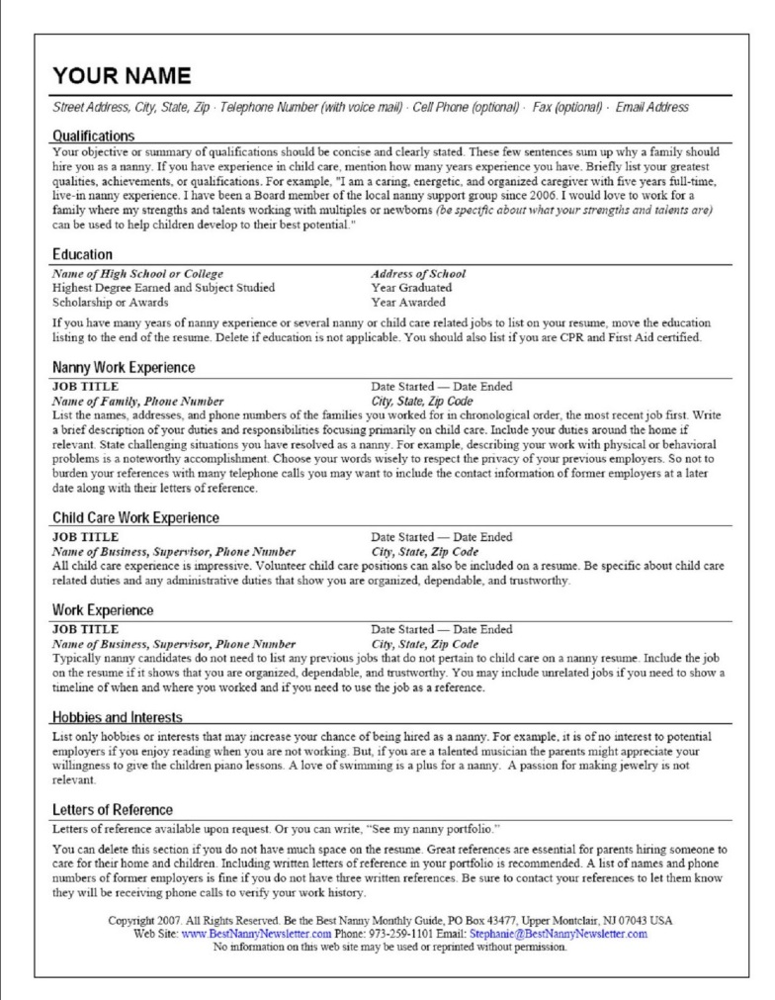 YOUR NAME
Street Address, City, State, Zip · Telephone Number (with voice mail) · Cell Phone (optional) · Fax (optional) · Email Address
Qualifications
Your objective or summary of qualifications should be concise and clearly stated. These few sentences sum up why a family should
hire you as a nanny. If you have experience in child care, mention how many years experience you have. Briefly list your greatest
qualities, achievements, or qualifications. For example, "I am a caring, energetic, and organized caregiver with five years full-time,
live-in nanny experience. I have been a Board member of the local nanny support group since 2006. I would love to work for a
family where my strengths and talents working with multiples or newborns (be specific about what your strengths and talents are)
can be used to help children develop to their best potential."
Education
Name of High School or College Address of School
Highest Degree Earned and Subject Studied Year Graduated
Scholarship or Awards Year Awarded
If you have many years of nanny experience or several nanny or child care related jobs to list on your resume, move the education
listing to the end of the resume. Delete if education is not applicable. You should also list if you are CPR and First Aid certified.
Nanny Work Experience
JOB TITLE Date Started — Date Ended
Name of Family, Phone Number City, State, Zip Code
List the names, addresses, and phone numbers of the families you worked for in chronological order, the most recent job first. Write
a brief description of your duties and responsibilities focusing primarily on child care. Include your duties around the home if
relevant. State challenging situations you have resolved as a nanny. For example, describing your work with physical or behavioral
problems is a noteworthy accomplishment. Choose your words wisely to respect the privacy of your previous employers. So not to
burden your references with many telephone calls you may want to include the contact information of former employers at a later
date along with their letters of reference.
Child Care Work Experience
JOB TITLE Date Started — Date Ended
Name of Business, Supervisor, Phone Number City, State, Zip Code
All child care experience is impressive. Volunteer child care positions can also be included on a resume. Be specific about child care
related duties and any administrative duties that show you are organized, dependable, and trustworthy.
Work Experience
JOB TITLE Date Started — Date Ended
Name of Business, Supervisor, Phone Number City, State, Zip Code
Typically nanny candidates do not need to list any previous jobs that do not pertain to child care on a nanny resume. Include the job
on the resume if it shows that you are organized, dependable, and trustworthy. You may include unrelated jobs if you need to show a
timeline of when and where you worked and if you need to use the job as a reference.
Hobbies and Interests
List only hobbies or interests that may increase your chance of being hired as a nanny. For example, it is of no interest to potential
employers if you enjoy reading when you are not working. But, if you are a talented musician the parents might appreciate your
willingness to give the children piano lessons. A love of swimming is a plus for a nanny. A passion for making jewelry is not
relevant.
Letters of Reference
Letters of reference available upon request. Or you can write, “See my nanny portfolio.”
You can delete this section if you do not have much space on the resume. Great references are essential for parents hiring someone to
care for their home and children. Including written letters of reference in your portfolio is recommended. A list of names and phone
numbers of former employers is fine if you do not have three written references. Be sure to contact your references to let them know
they will be receiving phone calls to verify your work history.
Copyright 2007. All Rights Reserved. Be the Best Nanny Monthly Guide, PO Box 43477, Upper Montclair, NJ 07043 USA
Web Site: www.BestNannyNewsletter.com Phone: 973-259-1101 Email: Stephanie@BestNannyNewsletter.com
No information on this web site may be used or reprinted without permission.